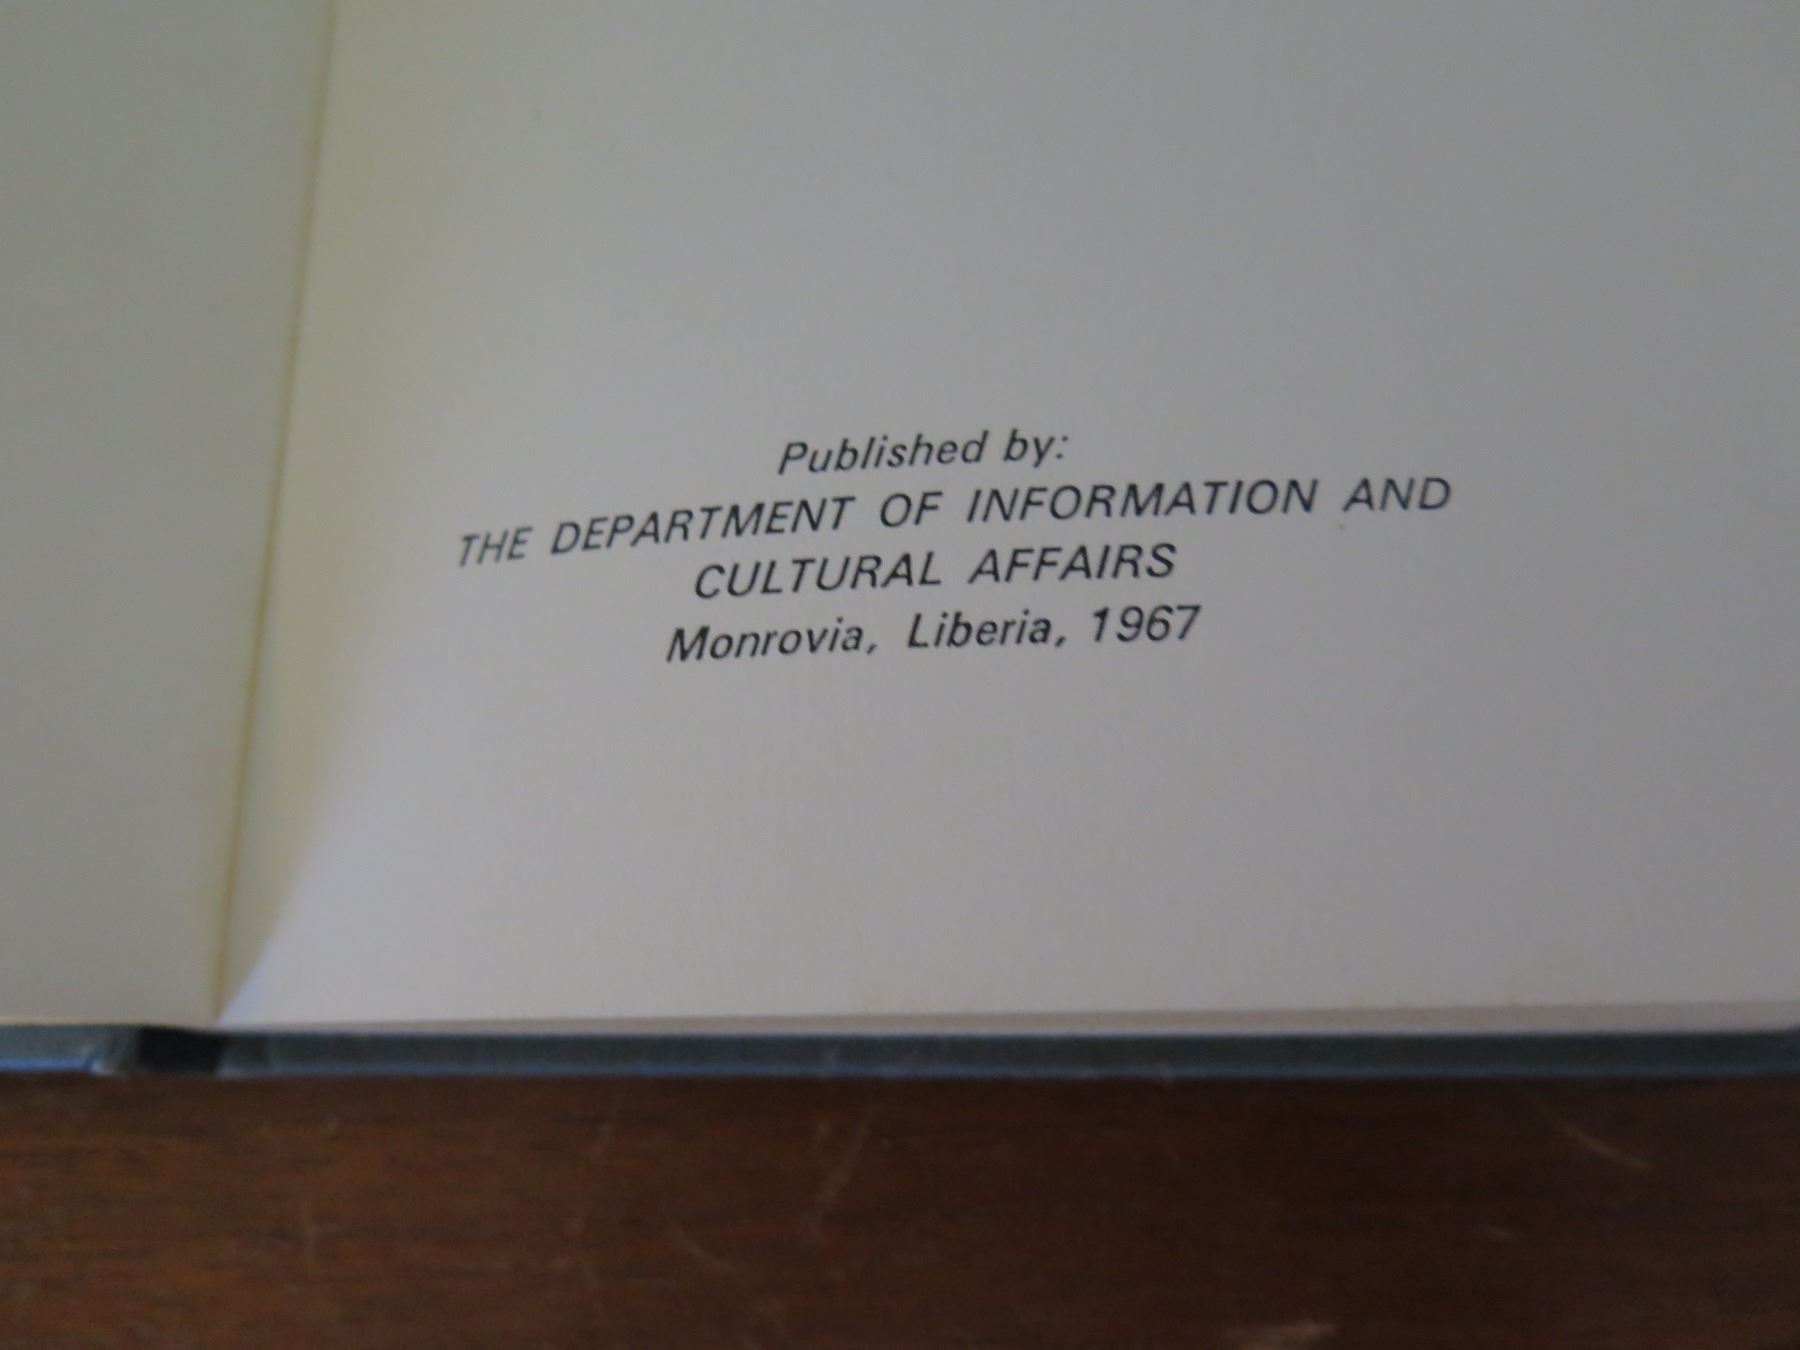 Published by:
THE DEPARTMENT OF INFORMATION AND
CULTURAL AFFAIRS
Monrovia, Liberia, 1967